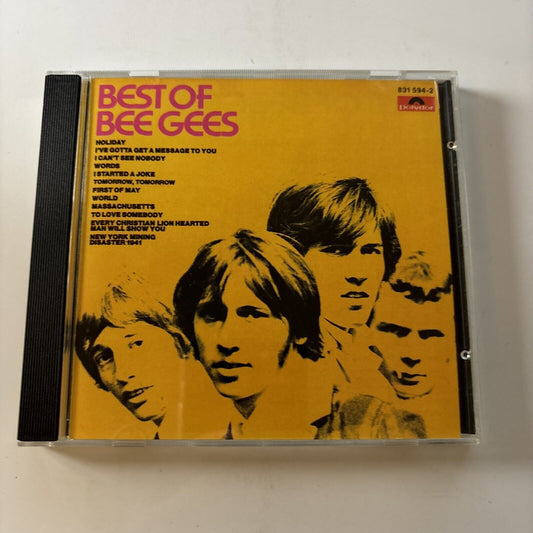 BEST OF
BEE GEES
831 594-2
Polydor
HOLIDAY
I'VE GOTTA GET A MESSAGE TO YOU
I CAN'T SEE NOBODY
WORDS
I STARTED A JOKE
TOMORROW, TOMORROW
FIRST OF MAY
WORLD
MASSACHUSETTS
TO LOVE SOMEBODY
EVERY CHRISTIAN LION HEARTED
MAN WILL SHOW YOU
NEW YORK MINING
DISASTER 1941